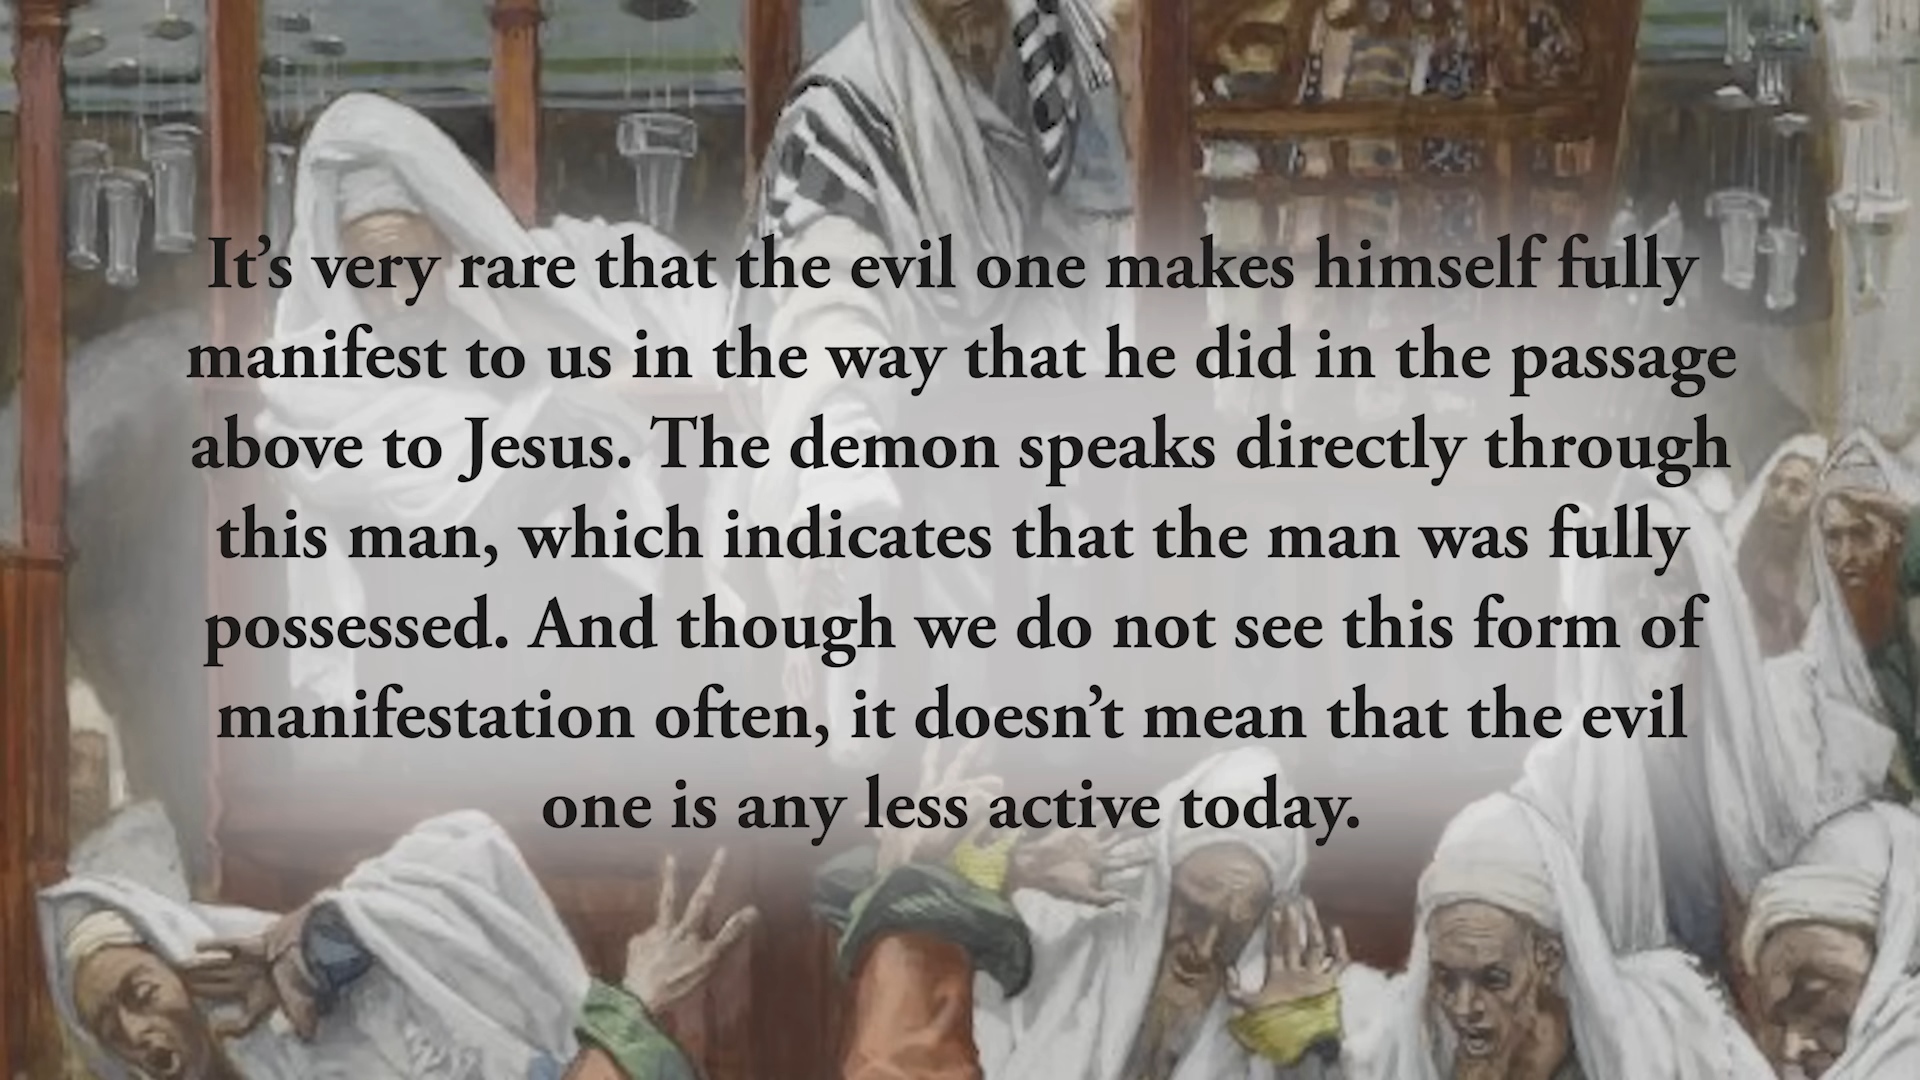 It’s very rare that the evil one makes himself fully
manifest to us in the way that he did in the passage
above to Jesus. The demon speaks directly through
this man, which indicates that the man was fully
possessed. And though we do not see this form of
manifestation often, it doesn’t mean that the evil
one is any less active today.